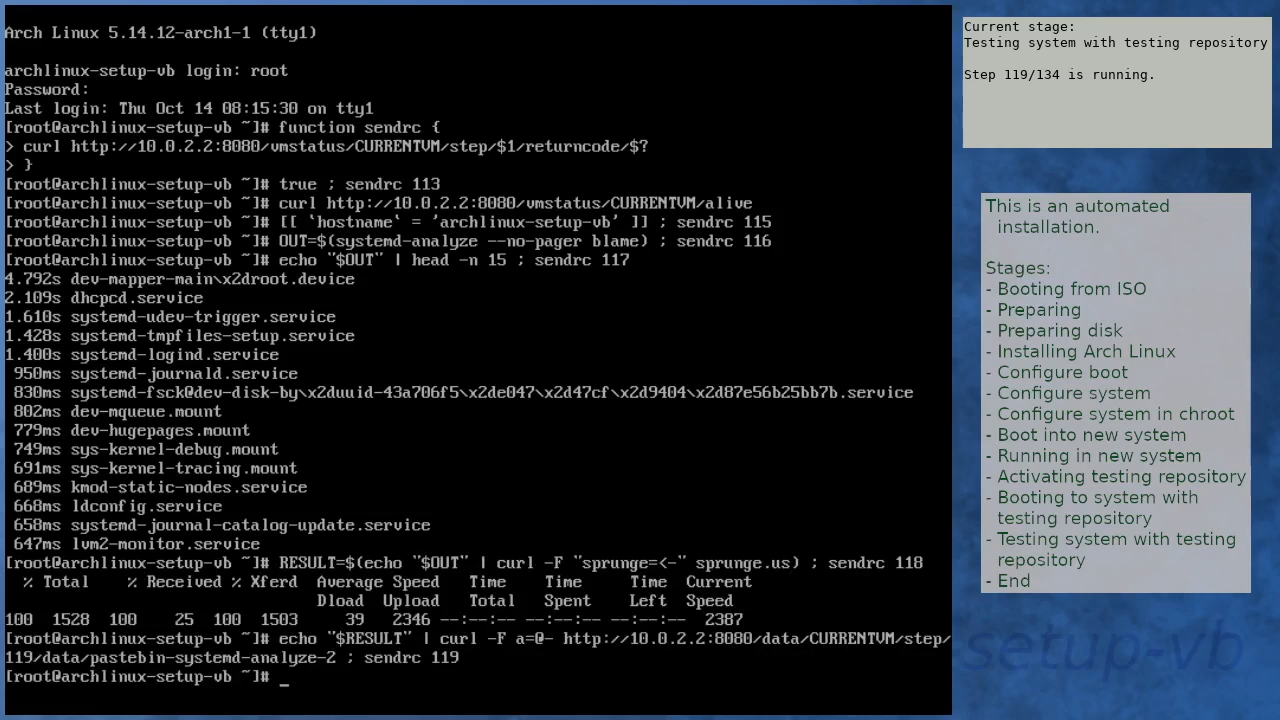 Arch Linux 5.14.12-arch1-1 (tty1)
archlinux-setup-vb login: root
Password:
Last login: Thu Oct 14 08:15:30 on tty1
[root@archlinux-setup-vb ~]# function sendrc {
> curl http://10.0.2.2:8080/vmstatus/CURRENTVM/step/$1/returncode/$?
> }
[root@archlinux-setup-vb ~]# true ; sendrc 113
[root@archlinux-setup-vb ~]# curl http://10.0.2.2:8080/vmstatus/CURRENTVM/alive
[root@archlinux-setup-vb ~]# [[ `hostname` = 'archlinux-setup-vb' ]] ; sendrc 115
[root@archlinux-setup-vb ~]# OUT=$(systemd-analyze --no-pager blame) ; sendrc 116
[root@archlinux-setup-vb ~]# echo "$OUT" | head -n 15 ; sendrc 117
4.792s dev-mapper-main\x2droot.device
2.109s dhcpcd.service
1.610s systemd-udev-trigger.service
1.428s systemd-tmpfiles-setup.service
1.400s systemd-logind.service
950ms systemd-journald.service
830ms systemd-fsck@dev-disk-by\x2duuid-43a706f5\x2de047\x2d47cf\x2d9404\x2d87e56b25bb7b.service
802ms dev-mqueue.mount
779ms dev-hugepages.mount
749ms sys-kernel-debug.mount
691ms sys-kernel-tracing.mount
689ms kmod-static-nodes.service
668ms ldconfig.service
658ms systemd-journal-catalog-update.service
647ms lvm2-monitor.service
[root@archlinux-setup-vb ~]# RESULT=$(echo "$OUT" | curl -F "sprunge=<-" sprunge.us) ; sendrc 118
% Total % Received % Xferd Average Speed Time Time Time Current
Dload Upload Total Spent Left Speed
100 1528 100 25 100 1503 39 2346 --:--:-- --:--:-- --:--:-- 2387
[root@archlinux-setup-vb ~]# echo "$RESULT" | curl -F a=@- http://10.0.2.2:8080/data/CURRENTVM/step/
119/data/pastebin-systemd-analyze-2 ; sendrc 119
[root@archlinux-setup-vb ~]# _
Current stage:
Testing system with testing repository
Step 119/134 is running.
This is an automated
installation.
Stages:
- Booting from ISO
- Preparing
- Preparing disk
- Installing Arch Linux
- Configure boot
- Configure system
- Configure system in chroot
- Boot into new system
- Running in new system
- Activating testing repository
- Booting to system with
testing repository
- Testing system with testing
repository
- End
setup-vb